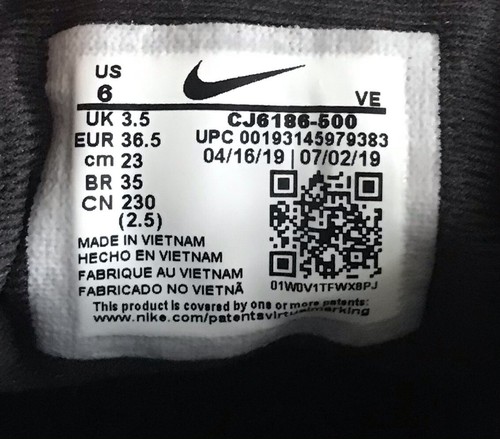 US
6
VE
UK 3.5
EUR 36.5
cm 23
BR 35
CN 230
(2.5)
CJ6186-500
UPC 00193145979383
04/16/19 | 07/02/19
MADE IN VIETNAM
HECHO EN VIETNAM
FABRIQUE AU VIETNAM
FABRICADO NO VIETNÃ
01W0V1TFWX8PJ
This product is covered by one or more patents:
www.nike.com/patentsvirtualmarking